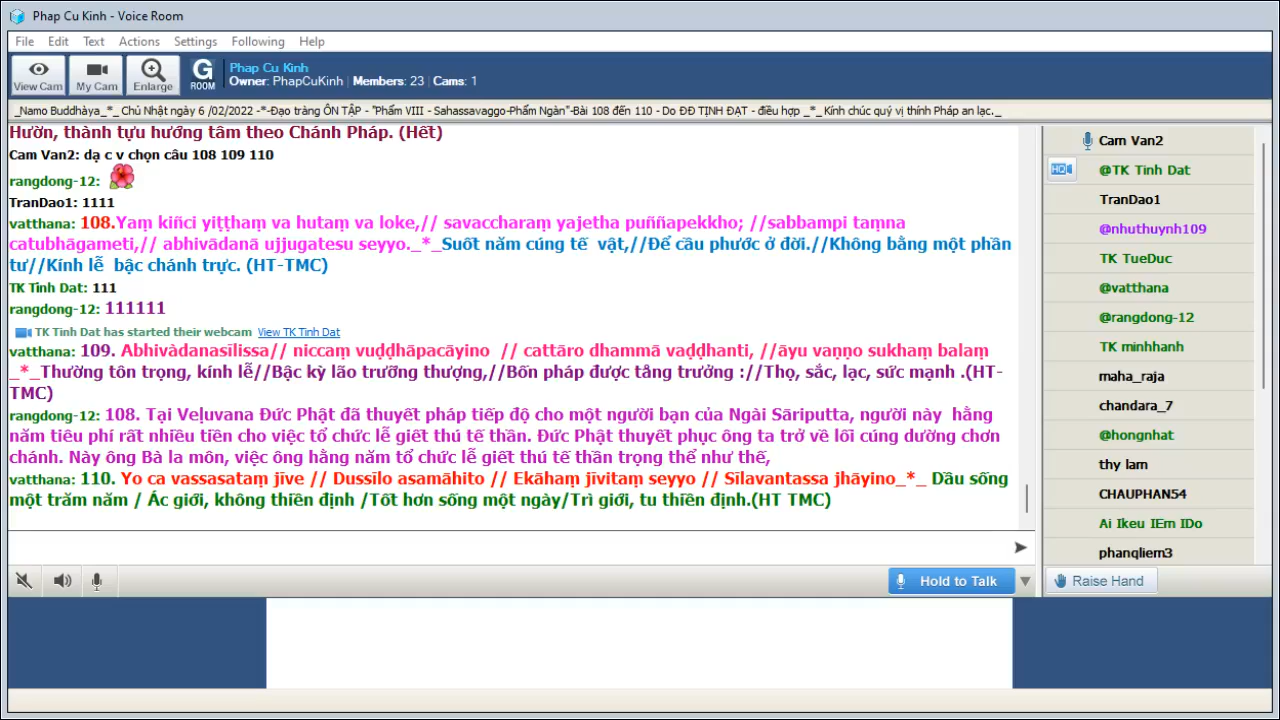 Phap Cu Kinh - Voice Room
File Edit Text Actions Settings Following Help
View Cam My Cam Enlarge G ROOM
Phap Cu Kinh
Owner: PhapCuKinh Members: 23 Cams: 1
_Namo Buddhàya_*_Chủ Nhật ngày 6 /02/2022 -*-Đạo tràng ÔN TẬP - "Phẩm VIII - Sahassavaggo-Phẩm Ngàn"-Bài 108 đến 110 - Do ĐĐ TỊNH ĐẠT - điều hợp _*_Kính chúc quý vị thính Pháp an lạc._
Hườn, thành tựu hướng tâm theo Chánh Pháp. (Hết)
Cam Van2: dạ c v chọn câu 108 109 110
rangdong-12:
TranDao1: 1111
vatthana: 108.Yaṃ kiñci yiṭṭhaṃ va hutaṃ va loke,// savaccharaṃ yajetha puññapekkho; //sabbampi taṃna
catubhāgameti,// abhivādanā ujjugatesu seyyo._*_Suốt năm cúng tế vật,//Để cầu phước ở đời.//Không bằng một phần
tư//Kính lễ bậc chánh trực. (HT-TMC)
TK Tinh Dat: 111
rangdong-12: 111111
TK Tinh Dat has started their webcam View TK Tinh Dat
vatthana: 109. Abhivàdanasīlissa// niccaṃ vuḍḍhāpacāyino // cattāro dhammā vaḍḍhanti, //āyu vaṇṇo sukhaṃ balaṃ
_*_Thường tôn trọng, kính lễ//Bậc kỳ lão trưởng thượng,//Bốn pháp được tăng trưởng ://Thọ, sắc, lạc, sức mạnh .(HT-
TMC)
rangdong-12: 108. Tại Veḷuvana Đức Phật đã thuyết pháp tiếp độ cho một người bạn của Ngài Sāriputta, người này hằng
năm tiêu phí rất nhiều tiền cho việc tổ chức lễ giết thú tế thần. Đức Phật thuyết phục ông ta trở về lối cúng dường chơn
chánh. Này ông Bà la môn, việc ông hằng năm tổ chức lễ giết thú tế thần trọng thể như thế,
vatthana: 110. Yo ca vassasataṃ jīve // Dussīlo asamāhito // Ekāhaṃ jīvitaṃ seyyo // Sīlavantassa jhāyino_*_ Dầu sống
một trăm năm / Ác giới, không thiền định /Tốt hơn sống một ngày/Trì giới, tu thiền định.(HT TMC)
Hold to Talk
Cam Van2
HQ
@TK Tinh Dat
TranDao1
@nhuthuynh109
TK TueDuc
@vatthana
@rangdong-12
TK minhhanh
maha_raja
chandara_7
@hongnhat
thy lam
CHAUPHAN54
Ai Ikeu IEm IDo
phangliem3
Raise Hand